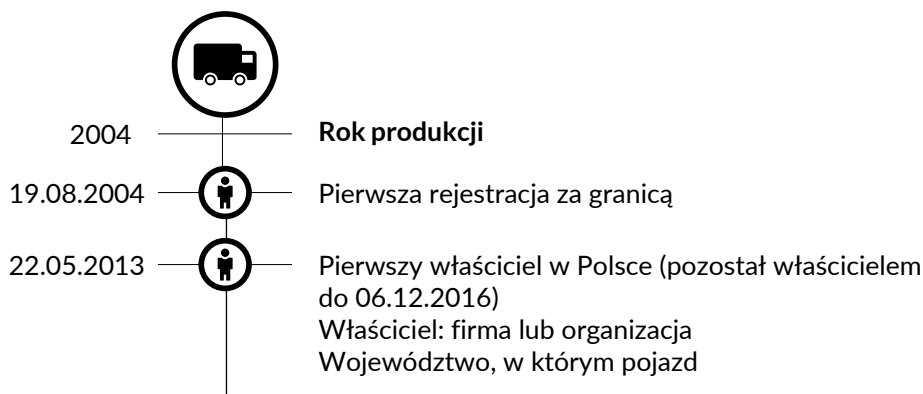 2004 Rok produkcji
19.08.2004 Pierwsza rejestracja za granicą
22.05.2013 Pierwszy właściciel w Polsce (pozostał właścicielem
do 06.12.2016)
Właściciel: firma lub organizacja
Województwo, w którym pojazd